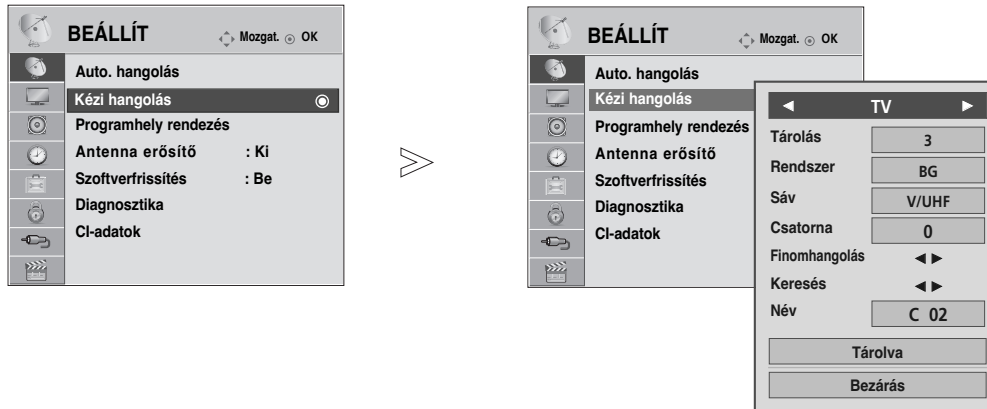 BEÁLLÍT Mozgat. OK
Auto. hangolás
Kézi hangolás
Programhely rendezés
Antenna erősítő : Ki
Szoftverfrissítés : Be
Diagnosztika
CI-adatok
BEÁLLÍT Mozgat. OK
Auto. hangolás
Kézi hangolás
Programhely rendezés
Antenna erősítő
Szoftverfrissítés
Diagnosztika
CI-adatok
◄ TV ►
Tárolás 3
Rendszer BG
Sáv V/UHF
Csatorna 0
Finomhangolás ◄ ►
Keresés ◄ ►
Név C 02
Tárolva
Bezárás